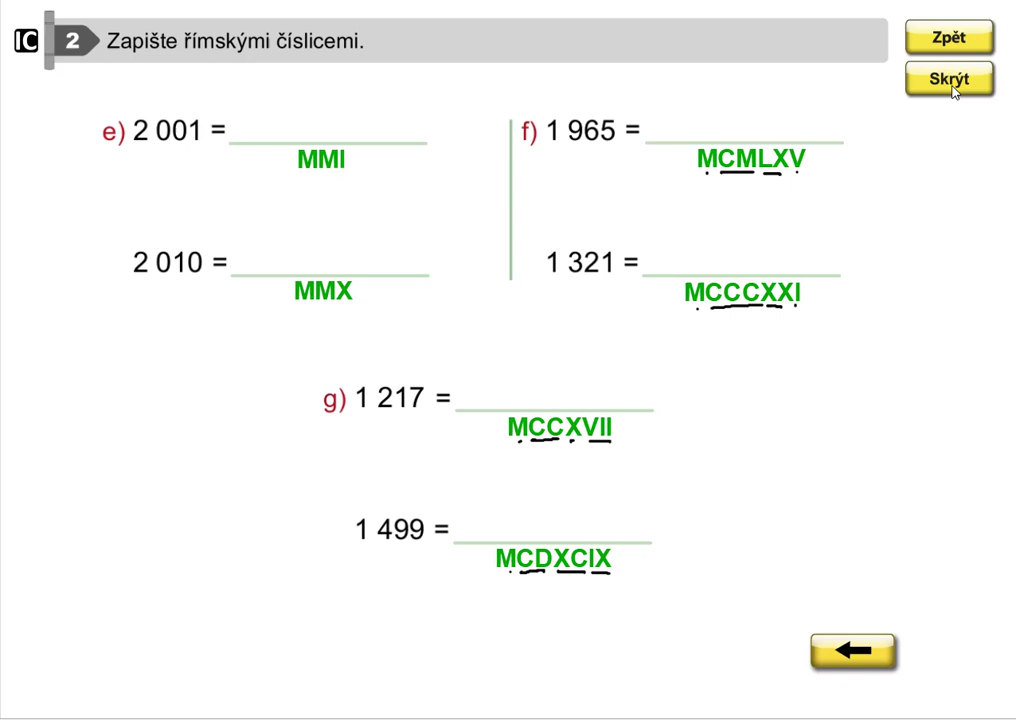 IC 2 Zapište římskými číslicemi.
Zpět
Skrýt
e) 2 001 =
MMI
2 010 =
MMX
f) 1 965 =
MCMLXV
1 321 =
MCCCXXI
g) 1 217 =
MCCXVII
1 499 =
MCDXCIX